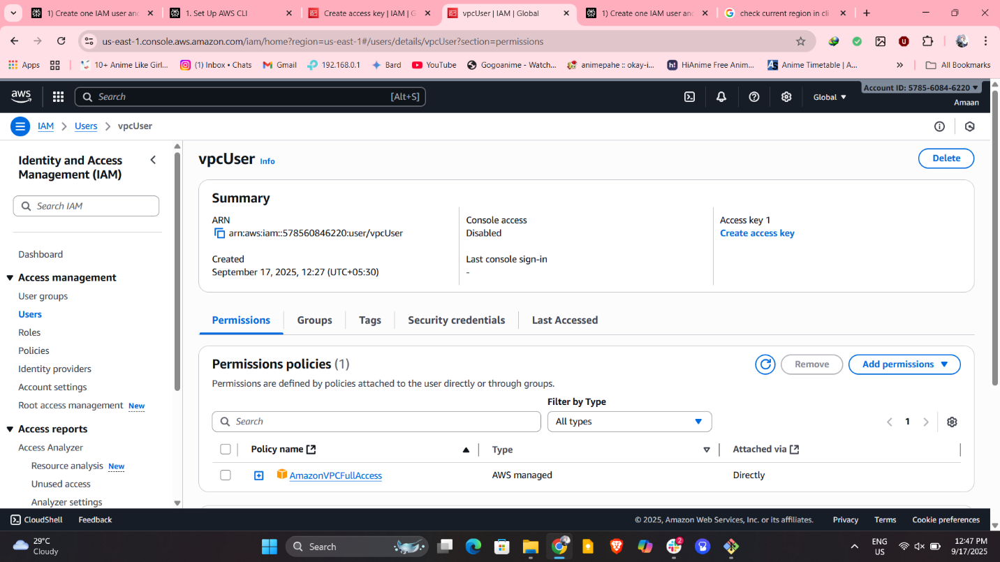 1) Create one IAM user an
1. Set Up AWS CLI
Create access key | IAM | G
vpcUser | IAM | Global
1) Create one IAM user an
check current region in cli
us-east-1.console.aws.amazon.com/iam/home?region=us-east-1#/users/details/vpcUser?section=permissions
Apps
10+ Anime Like Girl...
(1) Inbox • Chats
Gmail
192.168.0.1
Bard
YouTube
Gogoanime - Watch...
animepahe :: okay-i...
HiAnime Free Anim...
Anime Timetable | A...
»
All Bookmarks
aws
Search
[Alt+S]
Global
Account ID: 5785-6084-6220
Amaan
IAM
Users
vpcUser
Identity and Access
Management (IAM)
Search IAM
Dashboard
Access management
User groups
Users
Roles
Policies
Identity providers
Account settings
Root access management New
Access reports
Access Analyzer
Resource analysis New
Unused access
Analyzer settings
vpcUser Info
Delete
Summary
ARN
arn:aws:iam::578560846220:user/vpcUser
Created
September 17, 2025, 12:27 (UTC+05:30)
Console access
Disabled
Last console sign-in
-
Access key 1
Create access key
Permissions
Groups
Tags
Security credentials
Last Accessed
Permissions policies (1)
Remove
Add permissions
Permissions are defined by policies attached to the user directly or through groups.
Filter by Type
Search
All types
1
Policy name
Type
Attached via
AmazonVPCFullAccess
AWS managed
Directly
CloudShell
Feedback
© 2025, Amazon Web Services, Inc. or its affiliates.
Privacy
Terms
Cookie preferences
29°C
Cloudy
Search
2
ENG
US
12:47 PM
9/17/2025